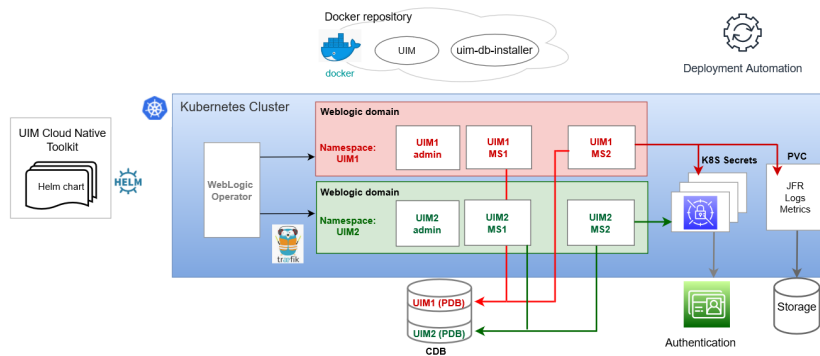 Docker repository
UIM
uim-db-installer
docker
Deployment Automation
Kubernetes Cluster
UIM Cloud Native
Toolkit
Helm chart
HELM
WebLogic
Operator
træfik
Weblogic domain
Namespace:
UIM1
UIM1
admin
UIM1
MS1
UIM1
MS2
Weblogic domain
Namespace:
UIM2
UIM2
admin
UIM2
MS1
UIM2
MS2
K8S Secrets
PVC
JFR
Logs
Metrics
UIM1 (PDB)
UIM2 (PDB)
CDB
Authentication
Storage